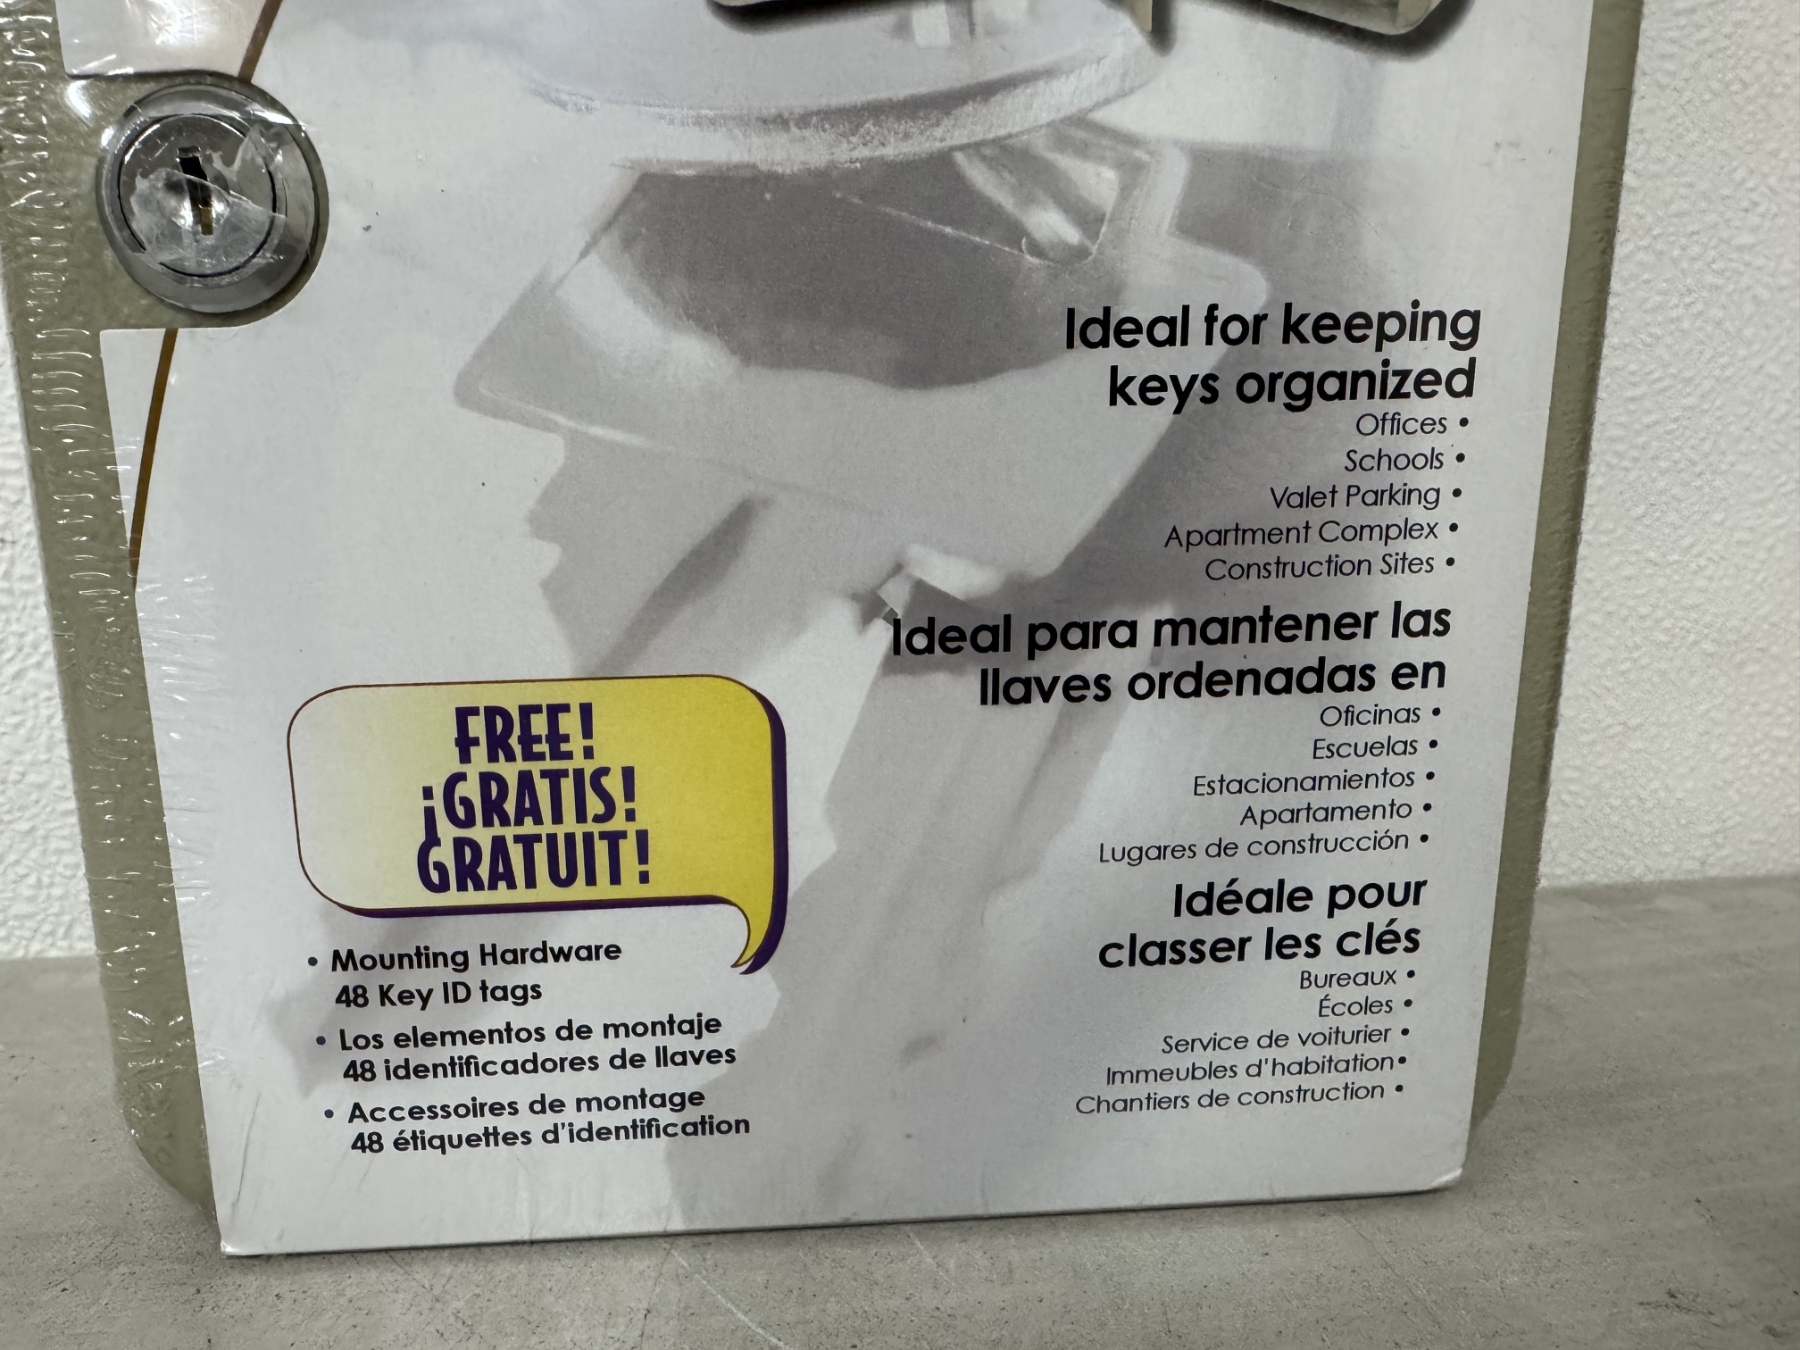 Ideal for keeping
keys organized
Offices •
Schools •
Valet Parking •
Apartment Complex •
Construction Sites •
Ideal para mantener las
llaves ordenadas en
Oficinas •
Escuelas •
Estacionamientos •
Apartamento •
Lugares de construcción •
Idéale pour
classer les clés
Bureaux •
Écoles •
Service de voiturier •
Immeubles d'habitation •
Chantiers de construction •
FREE!
¡GRATIS!
GRATUIT!
• Mounting Hardware
48 Key ID tags
• Los elementos de montaje
48 identificadores de llaves
• Accessoires de montage
48 étiquettes d'identification